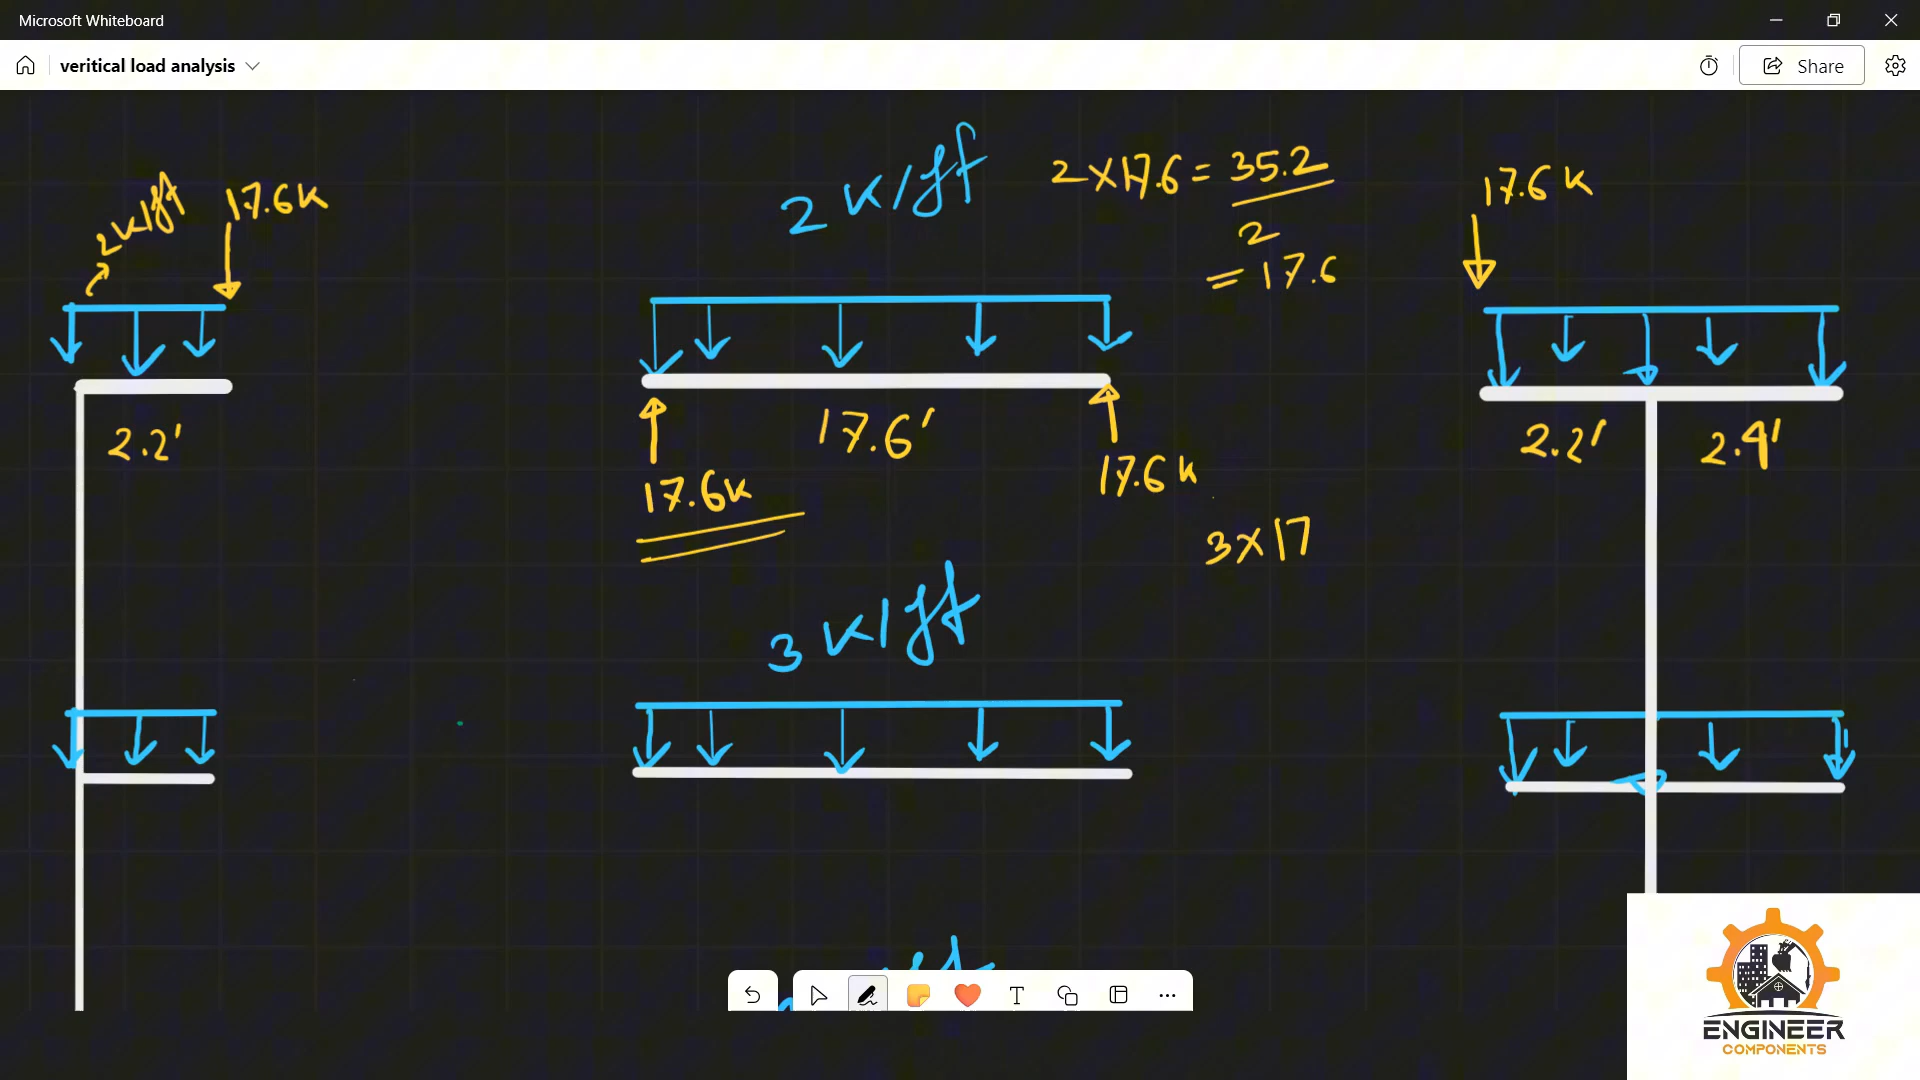 Microsoft Whiteboard
veritical load analysis
Share
2k/ft
17.6k
2 K/ft
2×17.6 = 35.2
2
= 17.6
17.6 k
2.2'
17.6'
17.6k
17.6 k
2.2'
2.4'
3×17
3 K/ft
T
ENGINEER
COMPONENTS